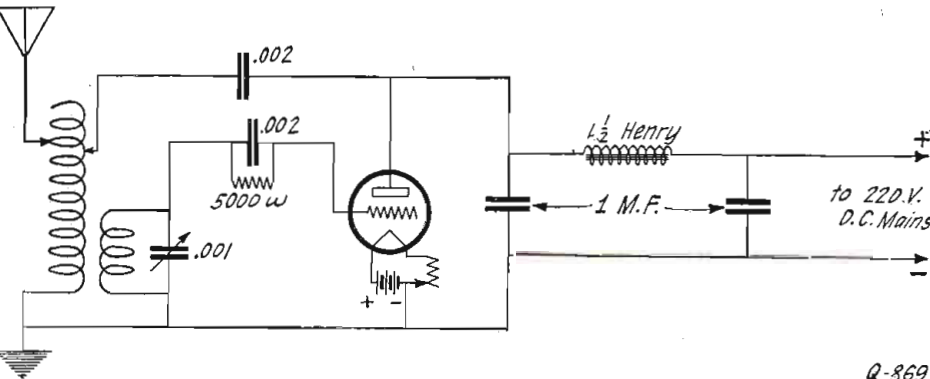 .002
.002
5000 ω
.001
1½ Henry
1 M.F.
+
to 220.V.
D.C. Mains
−
+ −
Q-869